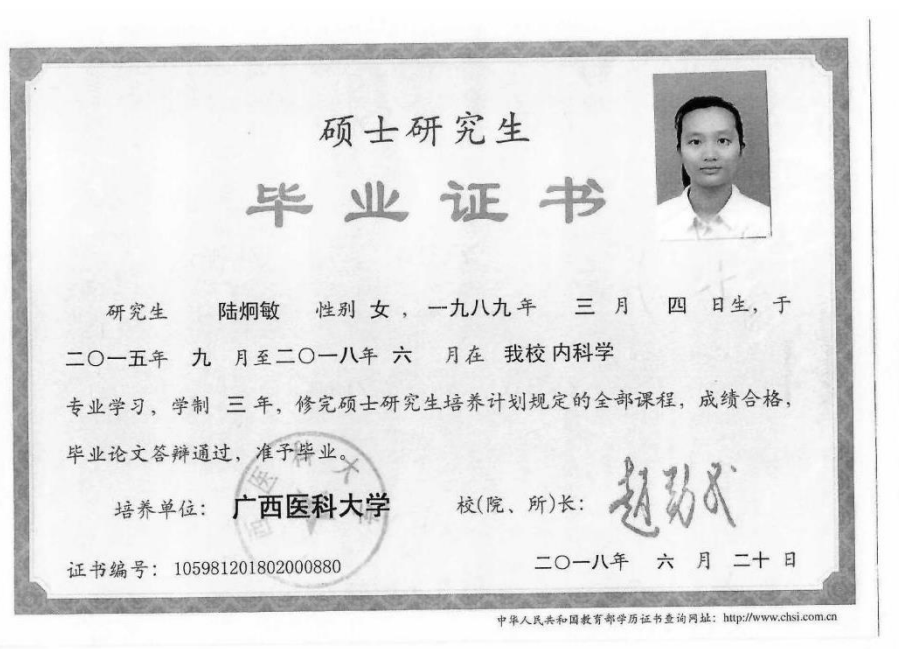 硕士研究生
毕业证书
研究生 陆炯敏 性别 女，一九八九年 三 月 四 日生，于
二〇一五年 九 月至二〇一八年 六 月在 我校 内科学
专业学习，学制 三 年，修完硕士研究生培养计划规定的全部课程，成绩合格，
毕业论文答辩通过，准予毕业。
培养单位：广西医科大学 校(院、所)长：
证书编号：105981201802000880 二〇一八年 六 月 二十 日
中华人民共和国教育部学历证书查询网址：http://www.chsi.com.cn